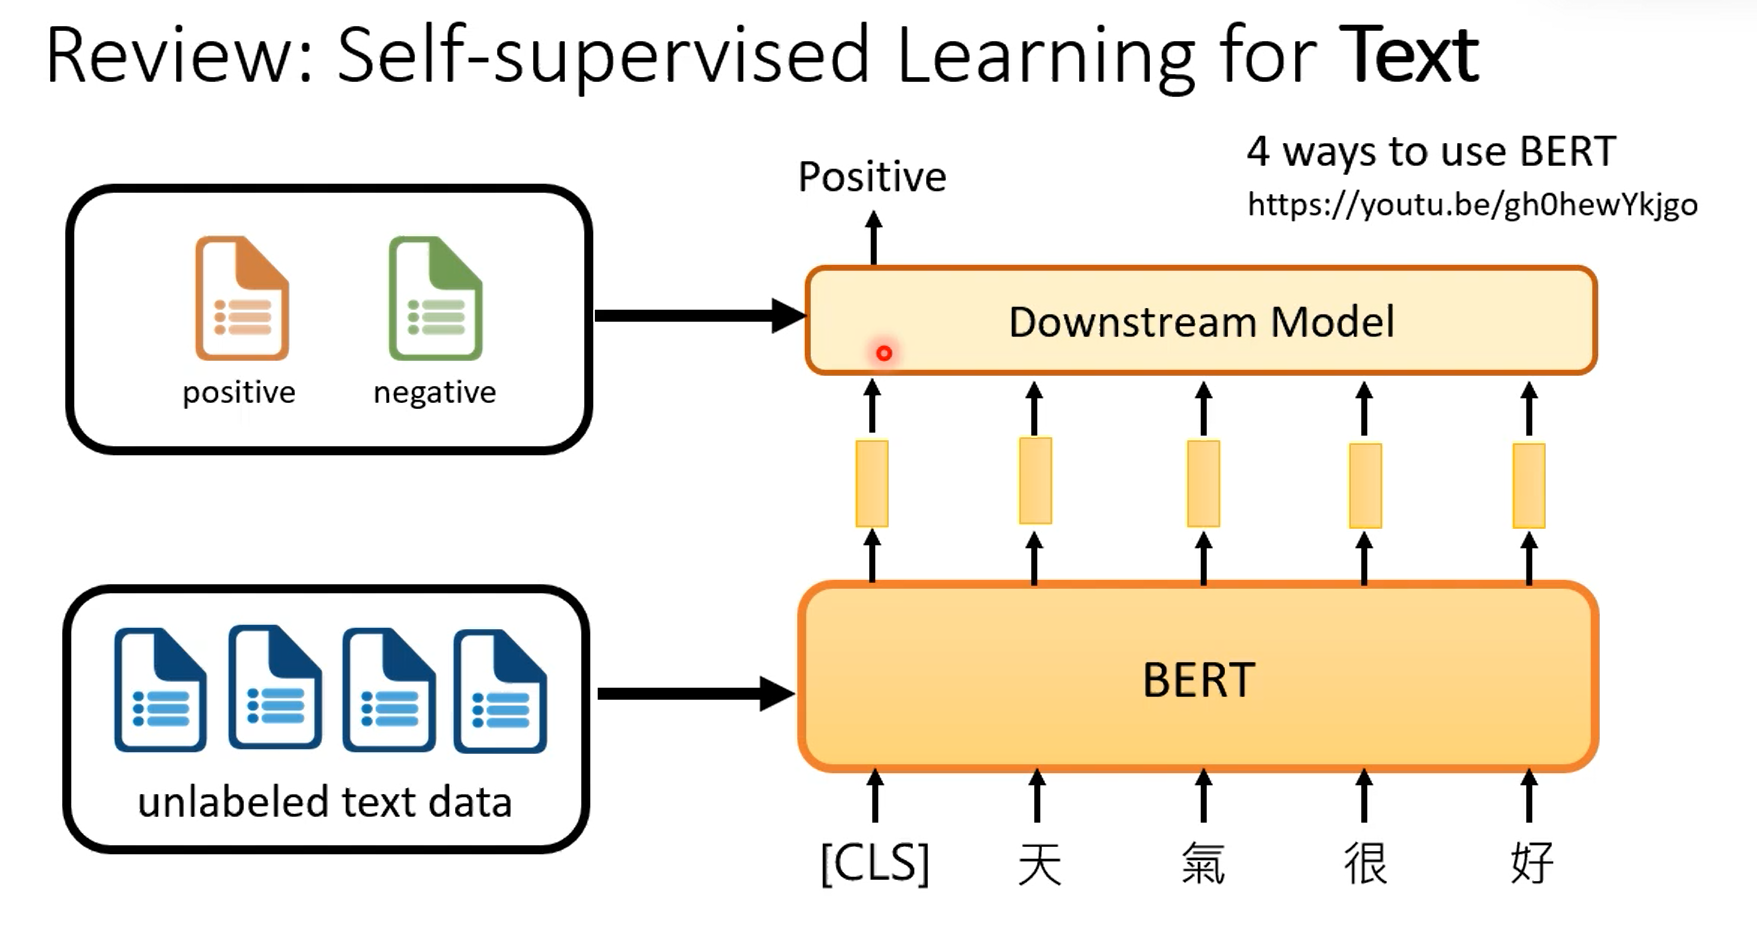 Review: Self-supervised Learning for Text
4 ways to use BERT
https://youtu.be/gh0hewYkjgo
Positive
positive
negative
Downstream Model
BERT
unlabeled text data
[CLS] 天 氣 很 好